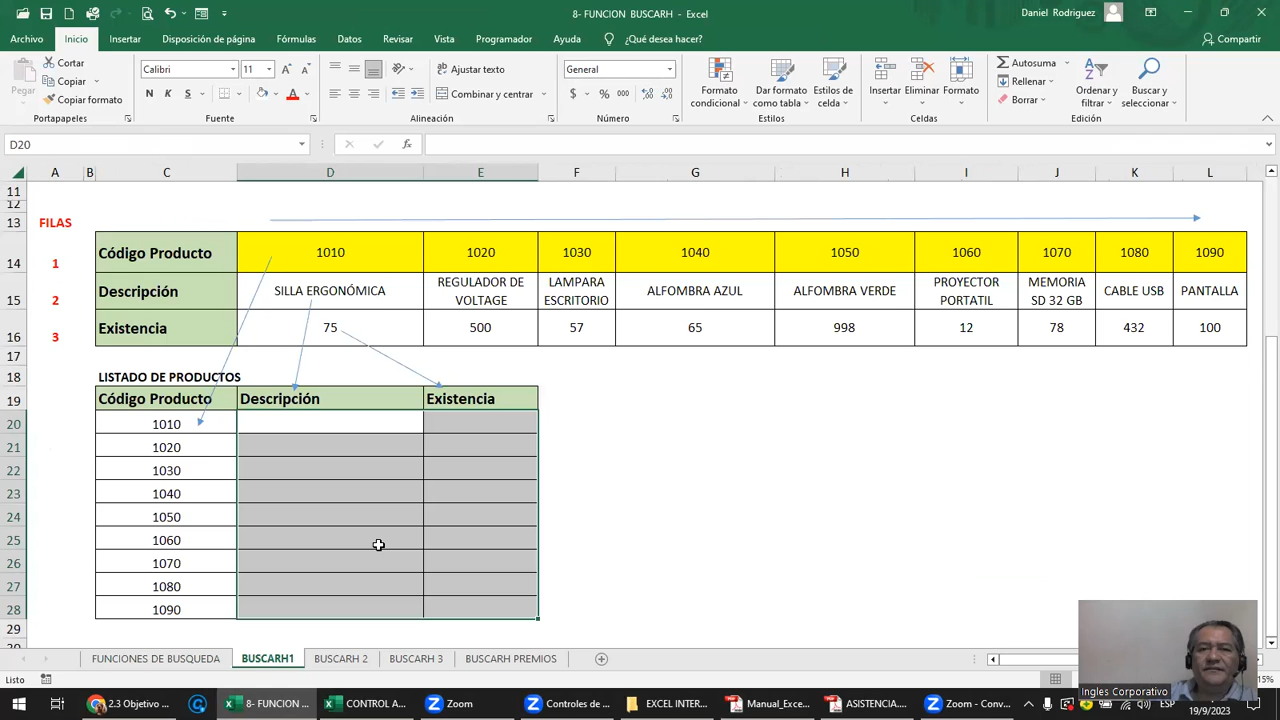 8- FUNCION BUSCARH - Excel
Daniel Rodriguez
Archivo Inicio Insertar Disposición de página Fórmulas Datos Revisar Vista Programador Ayuda ¿Qué desea hacer? Compartir
Pegar
Cortar
Copiar
Copiar formato
Portapapeles
Calibri 11
N K S
Fuente
Ajustar texto
Combinar y centrar
Alineación
General
$ % 000
Número
Formato condicional
Dar formato como tabla
Estilos de celda
Estilos
Insertar Eliminar Formato
Celdas
Autosuma
Rellenar
Borrar
Ordenar y filtrar
Buscar y seleccionar
Edición
D20 fx
A B C D E F G H I J K L
11
12
13 FILAS
14 1 Código Producto 1010 1020 1030 1040 1050 1060 1070 1080 1090
15 2 Descripción SILLA ERGONÓMICA REGULADOR DE VOLTAGE LAMPARA ESCRITORIO ALFOMBRA AZUL ALFOMBRA VERDE PROYECTOR PORTATIL MEMORIA SD 32 GB CABLE USB PANTALLA
16 3 Existencia 75 500 57 65 998 12 78 432 100
17
18 LISTADO DE PRODUCTOS
19 Código Producto Descripción Existencia
20 1010
21 1020
22 1030
23 1040
24 1050
25 1060
26 1070
27 1080
28 1090
29
FUNCIONES DE BUSQUEDA BUSCARH1 BUSCARH 2 BUSCARH 3 BUSCARH PREMIOS
Listo
15%
Ingles Corporativo
2.3 Objetivo ... 8- FUNCION ... CONTROL A... Zoom Controles de ... EXCEL INTER... Manual_Exce... ASISTENCIA... Zoom - Conv... ESP 19/9/2023